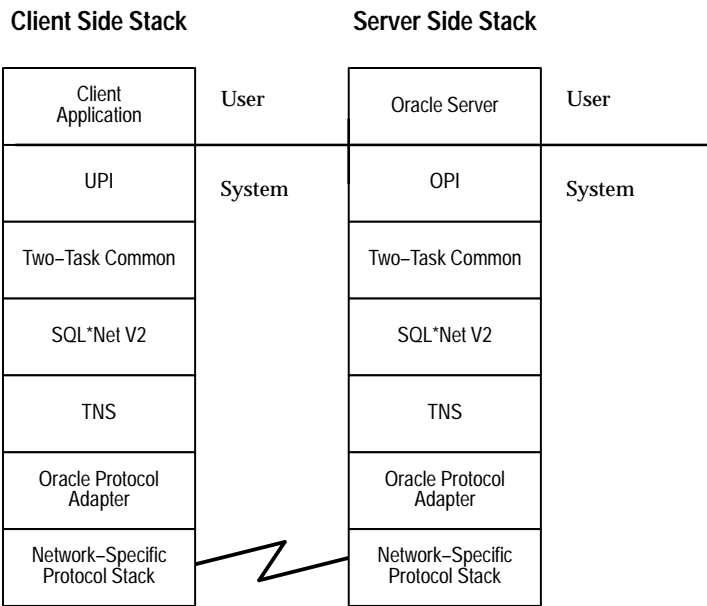 Client Side Stack
Server Side Stack
Client
Application
User
Oracle Server
User
UPI
System
OPI
System
Two–Task Common
Two–Task Common
SQL*Net V2
SQL*Net V2
TNS
TNS
Oracle Protocol
Adapter
Oracle Protocol
Adapter
Network–Specific
Protocol Stack
Network–Specific
Protocol Stack